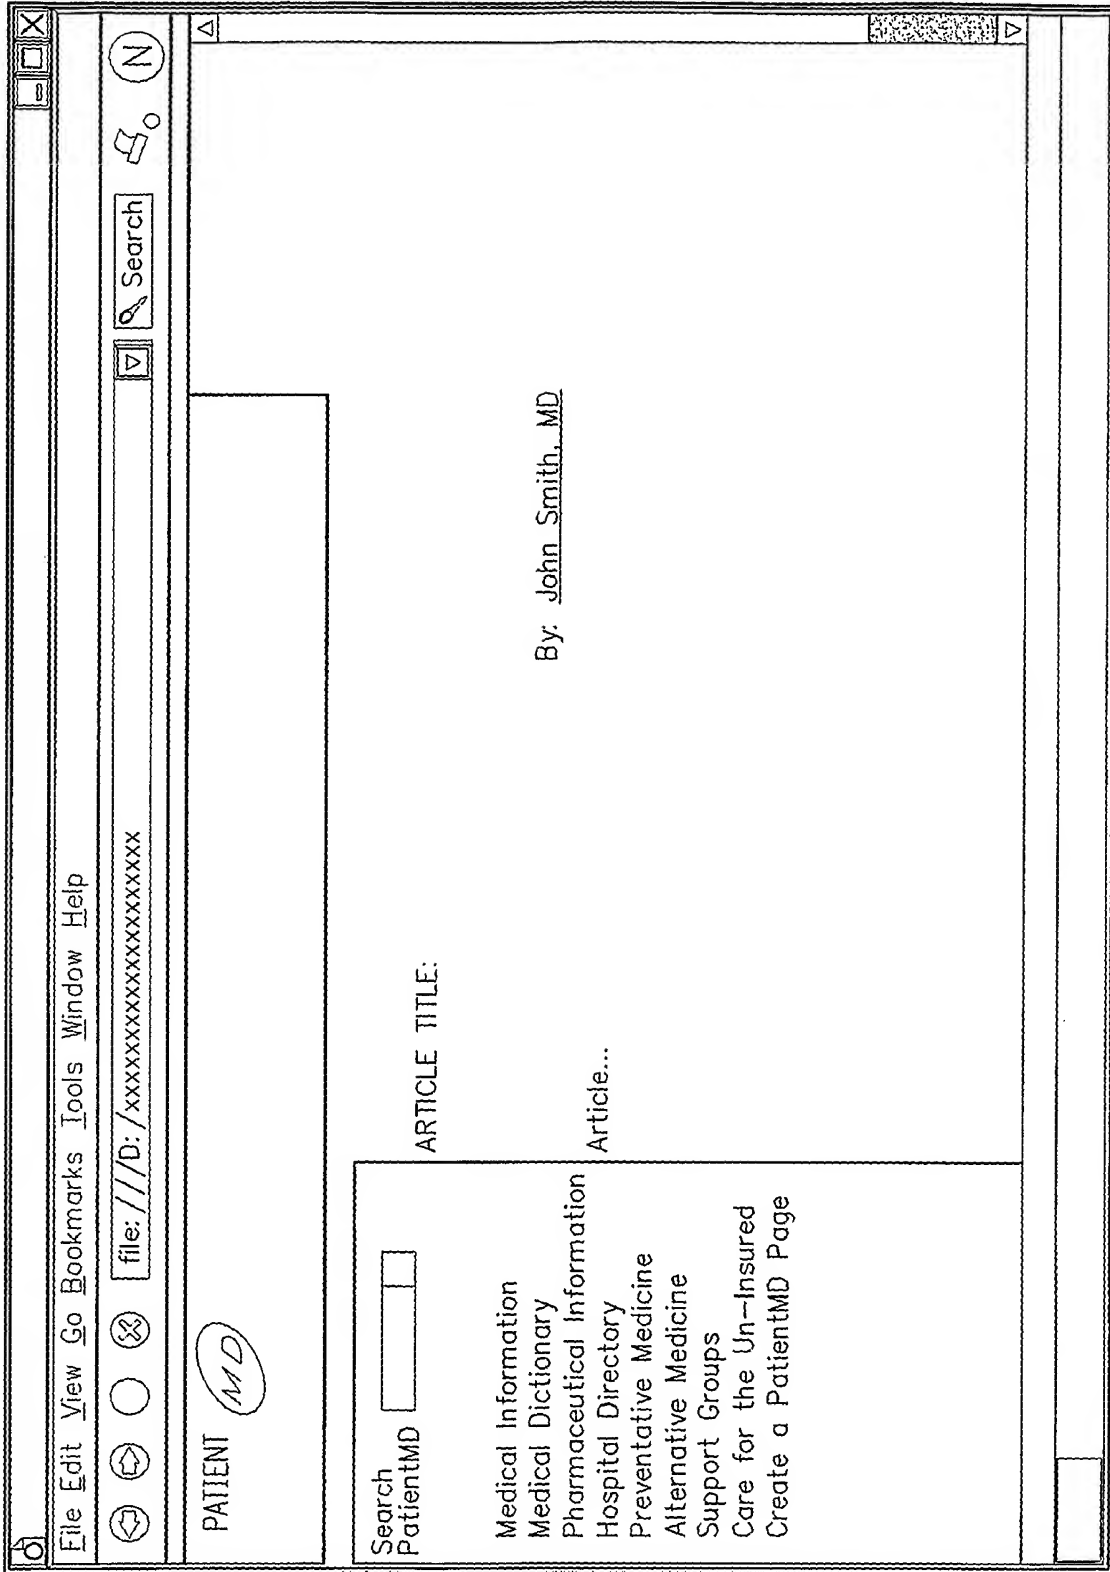 File Edit View Go Bookmarks Tools Window Help
file: ///D: /xxxxxxxxxxxxxxxxxxxxxx Search N
PATIENT MD
Search
PatientMD
ARTICLE TITLE:
By: John Smith, MD
Article...
Medical Information
Medical Dictionary
Pharmaceutical Information
Hospital Directory
Preventative Medicine
Alternative Medicine
Support Groups
Care for the Un-Insured
Create a PatientMD Page